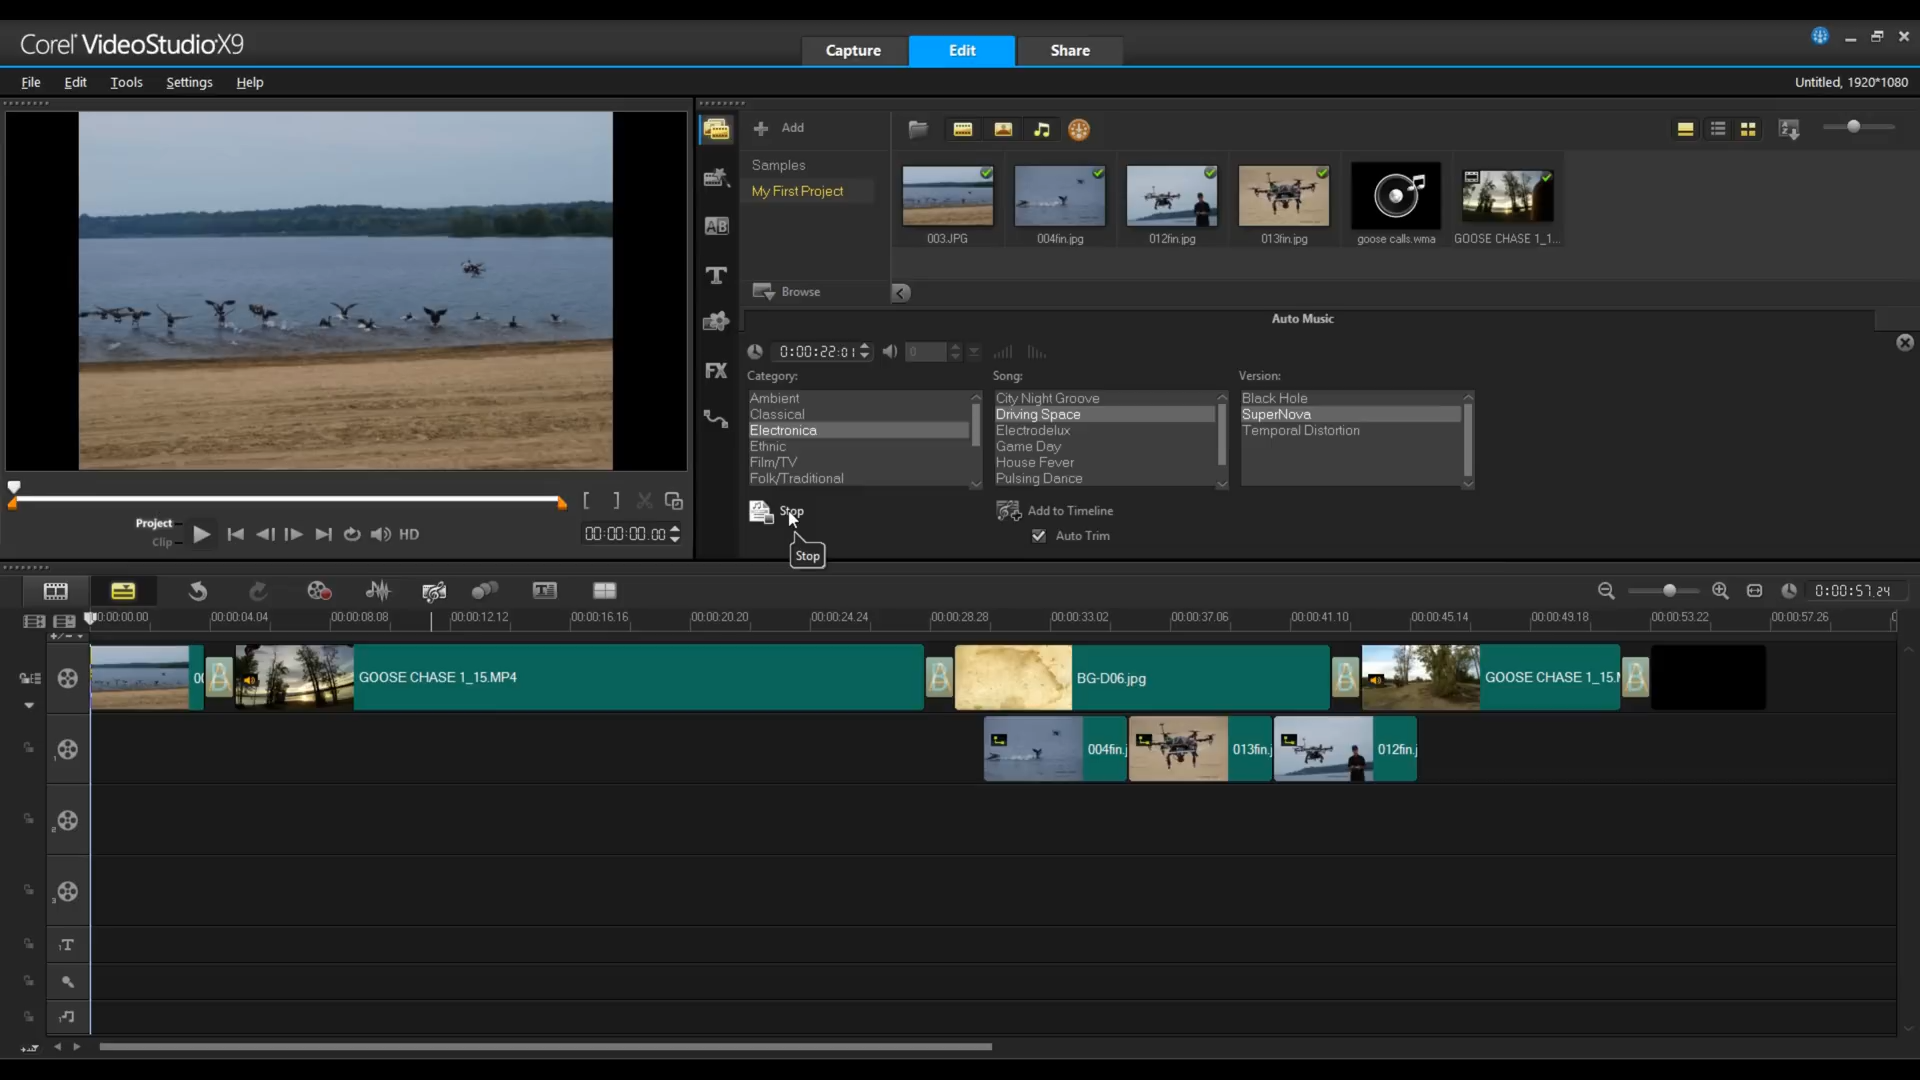 Corel VideoStudio X9
Capture
Edit
Share
File
Edit
Tools
Settings
Help
Untitled, 1920*1080
Add
Samples
My First Project
Browse
003.JPG
004fin.jpg
012fin.jpg
013fin.jpg
goose calls.wma
GOOSE CHASE 1_1...
Auto Music
0:00:22:01
0
Category:
Song:
Version:
Ambient
Classical
Electronica
Ethnic
Film/TV
Folk/Traditional
City Night Groove
Driving Space
Electrodelux
Game Day
House Fever
Pulsing Dance
Black Hole
SuperNova
Temporal Distortion
Stop
Add to Timeline
Auto Trim
Stop
AB
T
FX
Project
Clip
HD
00:00:00.00
0:00:57.24
00:00:00.00
00:00:04.04
00:00:08.08
00:00:12.12
00:00:16.16
00:00:20.20
00:00:24.24
00:00:28.28
00:00:33.02
00:00:37.06
00:00:41.10
00:00:45.14
00:00:49.18
00:00:53.22
00:00:57.26
GOOSE CHASE 1_15.MP4
BG-D06.jpg
GOOSE CHASE 1_15.M
004fin.j
013fin.j
012fin.j
1
2
3
1T
1